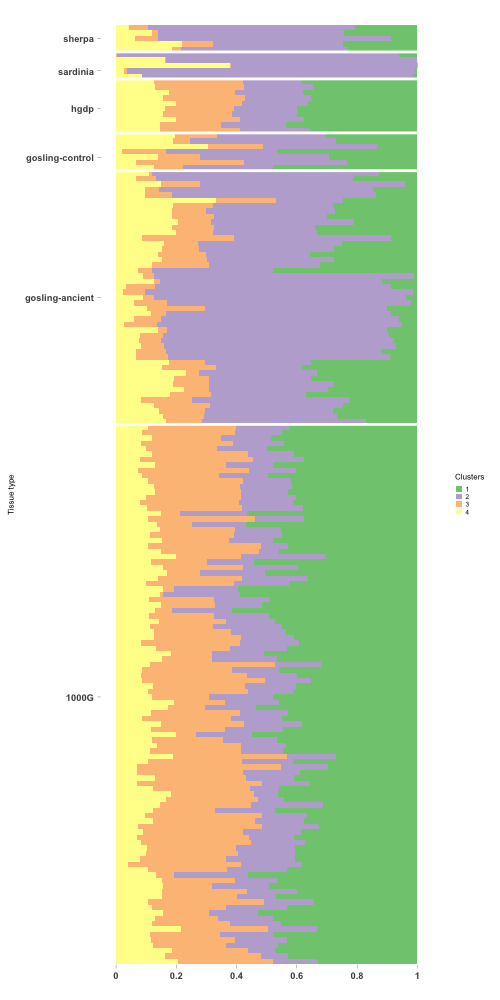 sherpa
sardinia
hgdp
gosling-control
gosling-ancient
1000G
Tissue type
Clusters
1
2
3
4
0 0.2 0.4 0.6 0.8 1